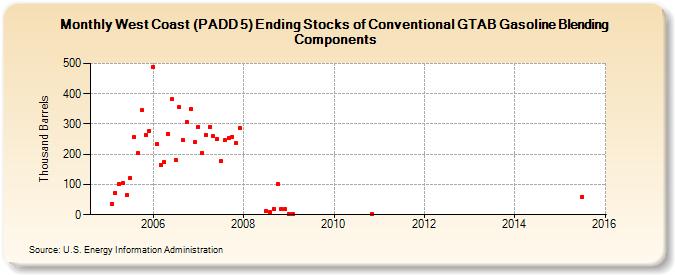 Monthly West Coast (PADD 5) Ending Stocks of Conventional GTAB Gasoline Blending
Components
Thousand Barrels
500
400
300
200
100
0
2006 2008 2010 2012 2014 2016
Source: U.S. Energy Information Administration